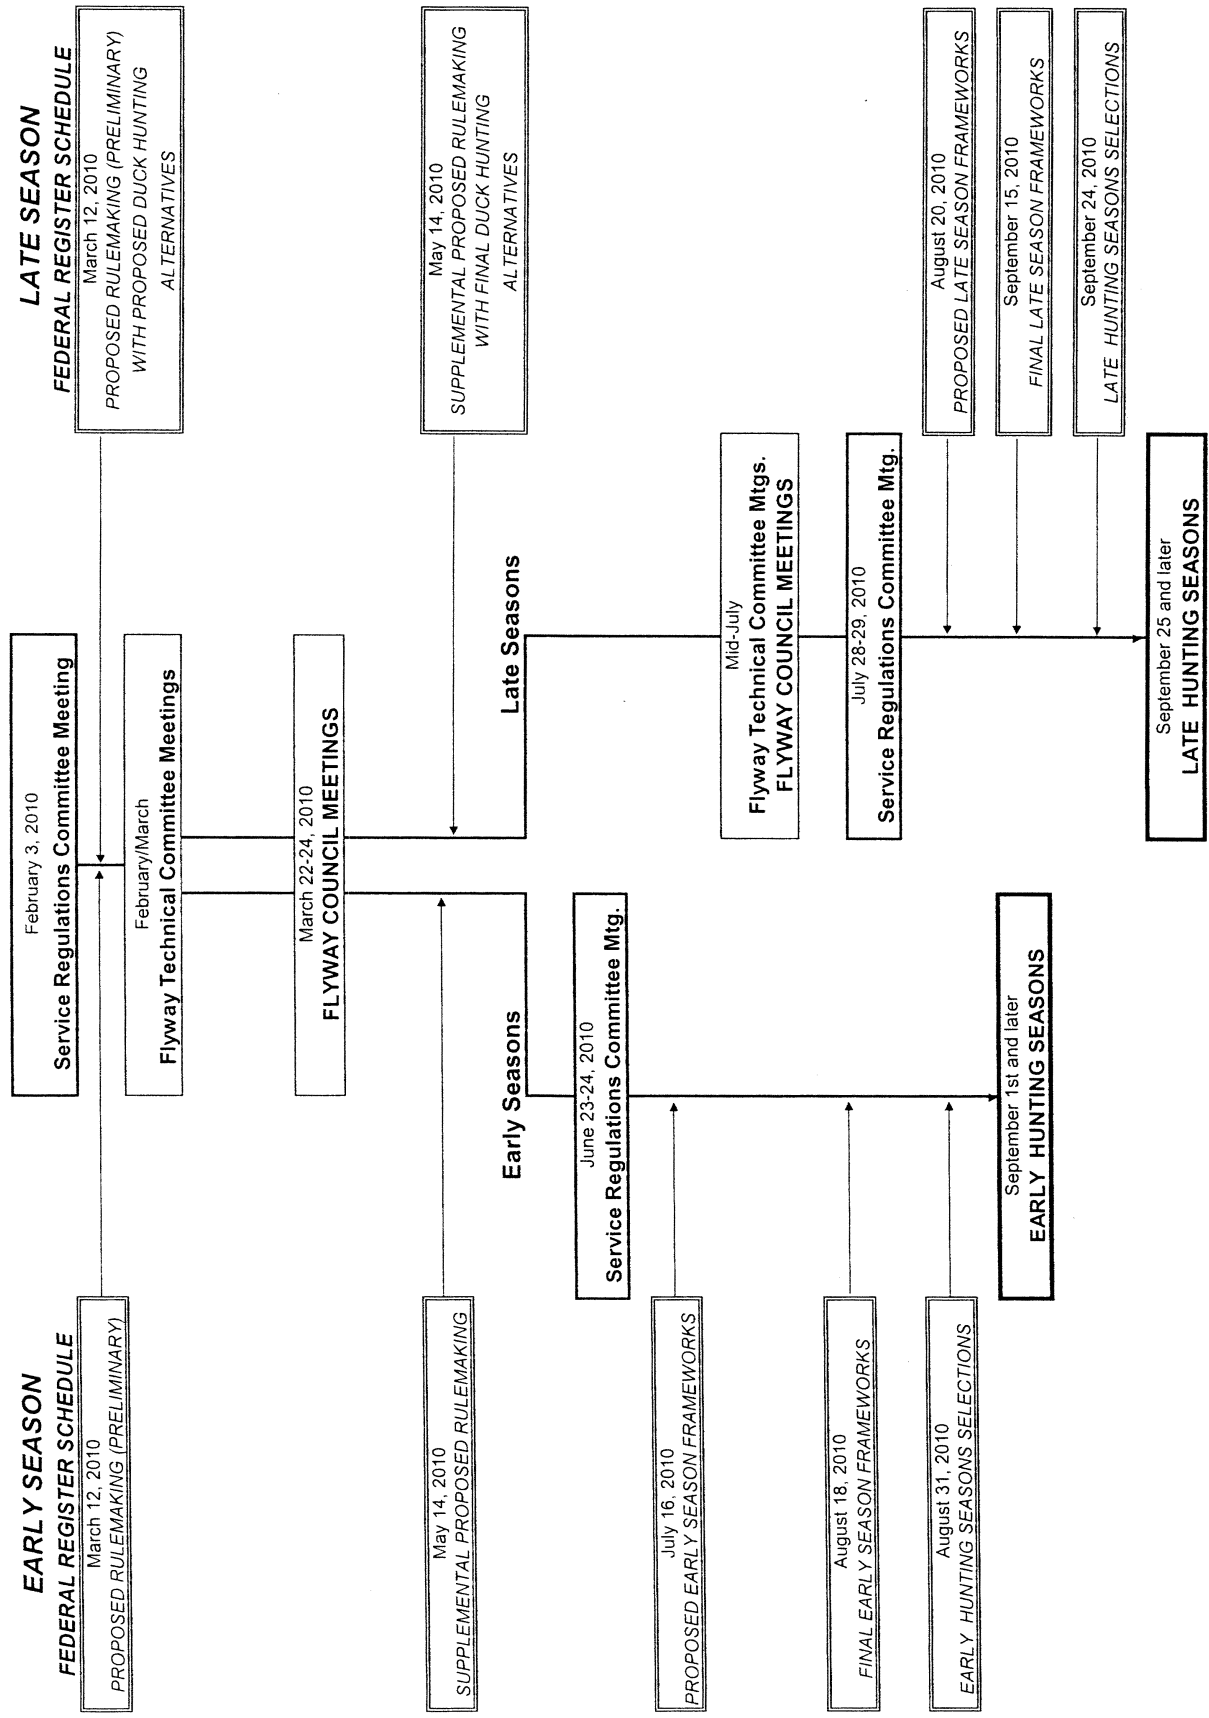 EARLY SEASON
FEDERAL REGISTER SCHEDULE
March 12, 2010
PROPOSED RULEMAKING (PRELIMINARY)
May 14, 2010
SUPPLEMENTAL PROPOSED RULEMAKING
July 16, 2010
PROPOSED EARLY SEASON FRAMEWORKS
August 18, 2010
FINAL EARLY SEASON FRAMEWORKS
August 31, 2010
EARLY HUNTING SEASONS SELECTIONS
February 3, 2010
Service Regulations Committee Meeting
February/March
Flyway Technical Committee Meetings
March 22-24, 2010
FLYWAY COUNCIL MEETINGS
Early Seasons
June 23-24, 2010
Service Regulations Committee Mtg.
September 1st and later
EARLY HUNTING SEASONS
Late Seasons
Mid-July
Flyway Technical Committee Mtgs.
FLYWAY COUNCIL MEETINGS
July 28-29, 2010
Service Regulations Committee Mtg.
September 25 and later
LATE HUNTING SEASONS
LATE SEASON
FEDERAL REGISTER SCHEDULE
March 12, 2010
PROPOSED RULEMAKING (PRELIMINARY)
WITH PROPOSED DUCK HUNTING
ALTERNATIVES
May 14, 2010
SUPPLEMENTAL PROPOSED RULEMAKING
WITH FINAL DUCK HUNTING
ALTERNATIVES
August 20, 2010
PROPOSED LATE SEASON FRAMEWORKS
September 15, 2010
FINAL LATE SEASON FRAMEWORKS
September 24, 2010
LATE HUNTING SEASONS SELECTIONS